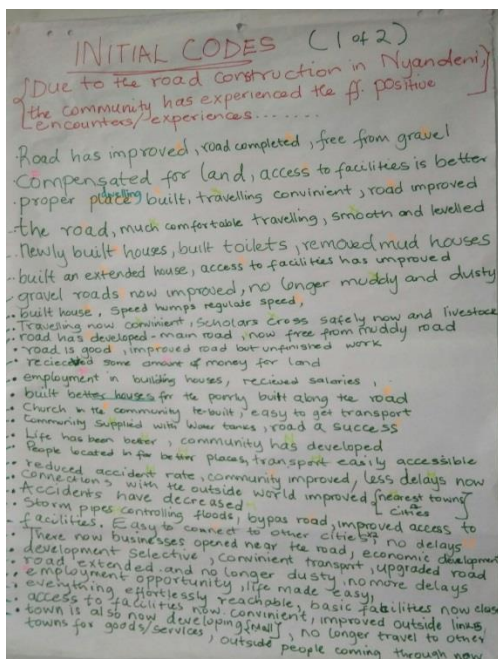 INITIAL CODES (1 of 2)
{Due to the road construction in Nyandeni,}
{the community has experienced the ff. positive
encounters/experiences.......
. Road has improved, road completed, free from gravel
. Compensated for land, access to facilities is better
. proper place dwelling built, travelling convinient, road improved
. the road, much comfortable travelling, smooth and levelled
. Newly built houses, built toilets, removed mud houses
. built an extended house, access to facilities has improved
. gravel roads now improved, no longer muddy and dusty
. built house, speed humps regulate speed,
. Travelling now convinient, scholars cross safely now and livestock
. road has developed - main road, now free from muddy road
. road is good, improved road but unfinished work
. recieved some amount of money for land
. employment in building houses, recieved salaries,
. built better houses for the poorly built along the road
. Church in the community re-built, easy to get transport
. Community supplied with water tanks, road a success
. Life has been better, community has developed
. People located in far better places, transport easily accessible
. reduced accident rate, community improved, less delays now
. Connections with the outside world improved [nearest towns
cities]
. Accidents have decreased
. Storm pipes controlling floods, bypas road, improved access to
facilities. Easy to connect to other cities, no delays
. There now businesses opened near the road, economic development
. development selective, convinient transport, upgraded road
. road extended and no longer dusty, no more delays
. employment opportunity, life made easy,
. everything effortlessly reachable, basic facilities now close
. access to facilities now convinient, improved outside links,
. town is also now developing [Mall], no longer travel to other
towns for goods/services, outside people coming through now